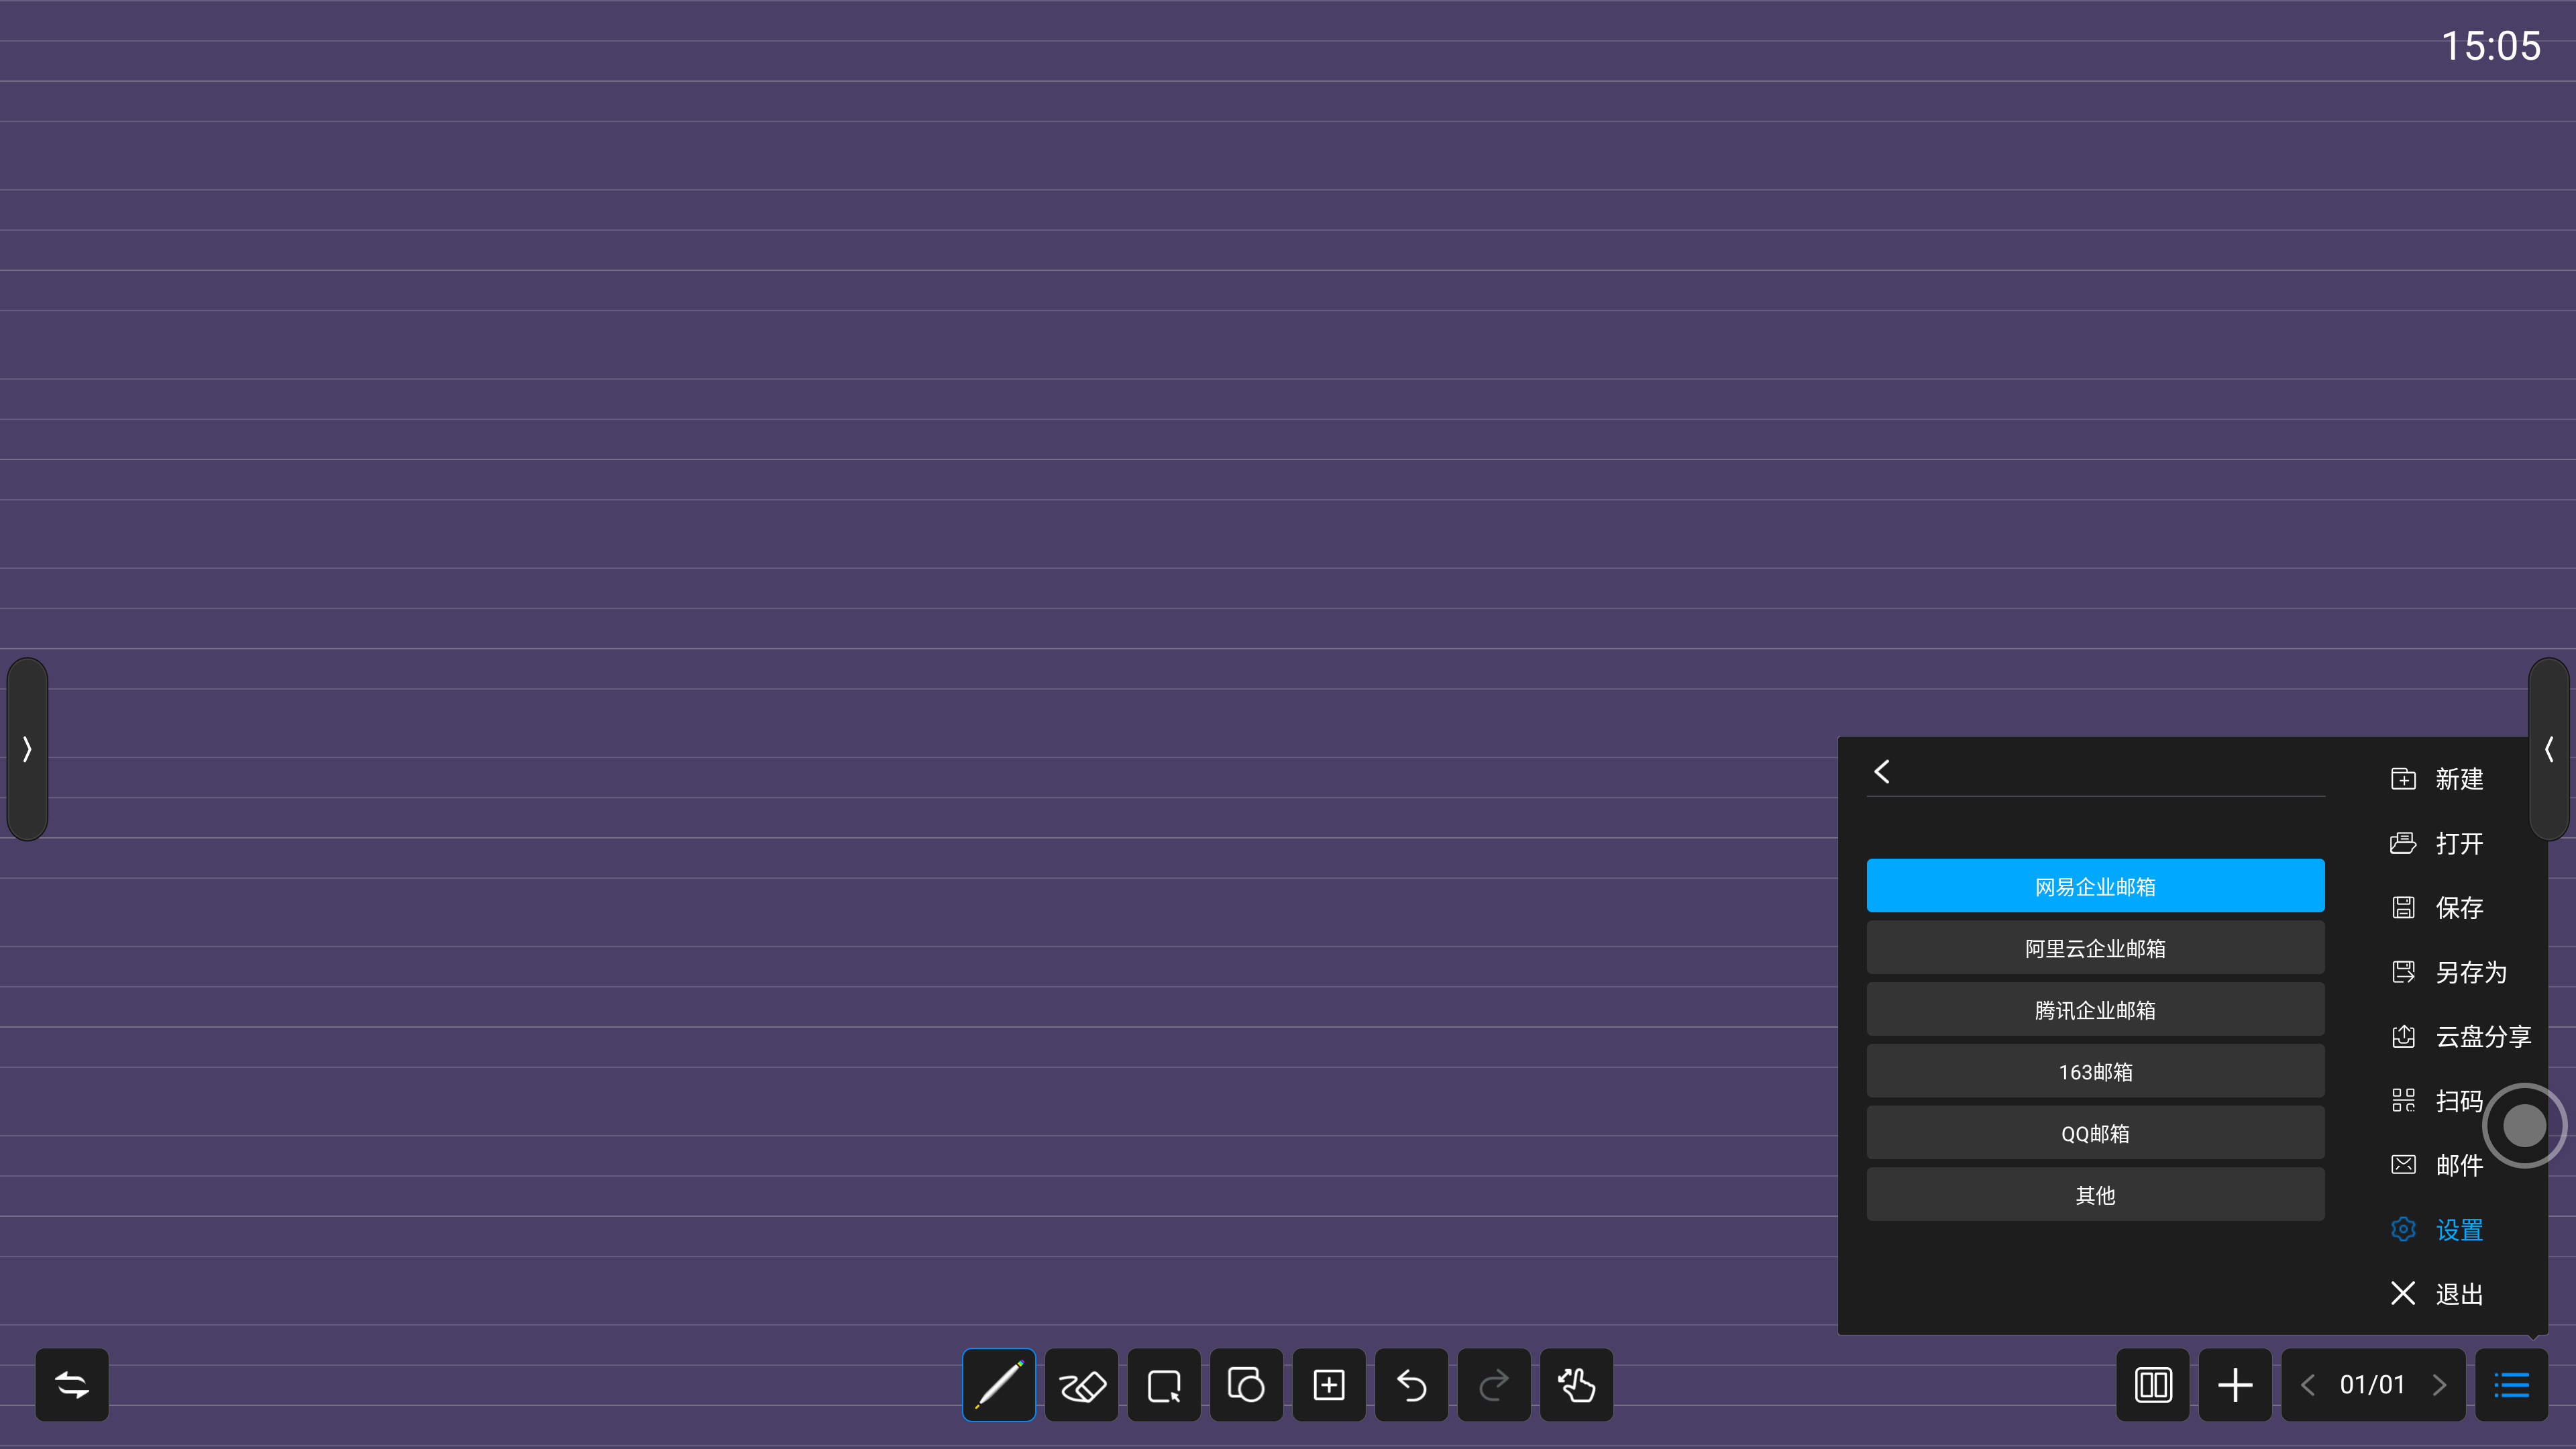 15:05
网易企业邮箱
阿里云企业邮箱
腾讯企业邮箱
163邮箱
QQ邮箱
其他
新建
打开
保存
另存为
云盘分享
扫码
邮件
设置
退出
01/01